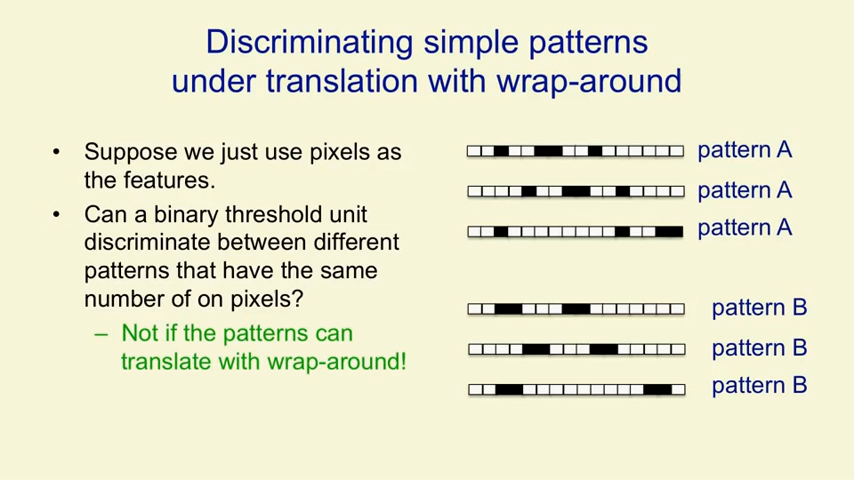 Discriminating simple patterns
under translation with wrap-around
• Suppose we just use pixels as
the features.
• Can a binary threshold unit
discriminate between different
patterns that have the same
number of on pixels?
– Not if the patterns can
translate with wrap-around!
pattern A
pattern A
pattern A
pattern B
pattern B
pattern B